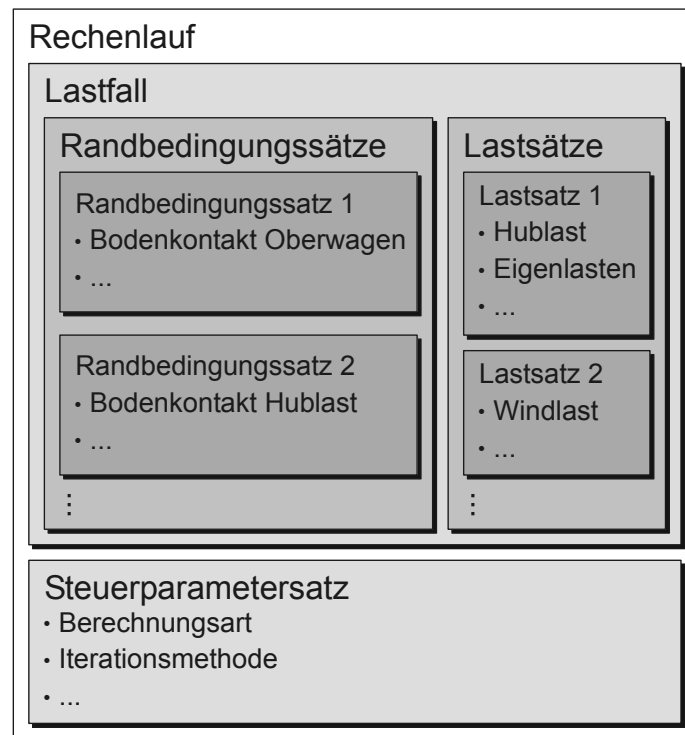 Rechenlauf
Lastfall
Randbedingungssätze
Randbedingungssatz 1
· Bodenkontakt Oberwagen
· ...
Randbedingungssatz 2
· Bodenkontakt Hublast
· ...
⋮
Lastsätze
Lastsatz 1
· Hublast
· Eigenlasten
· ...
Lastsatz 2
· Windlast
· ...
⋮
Steuerparametersatz
· Berechnungsart
· Iterationsmethode
· ...